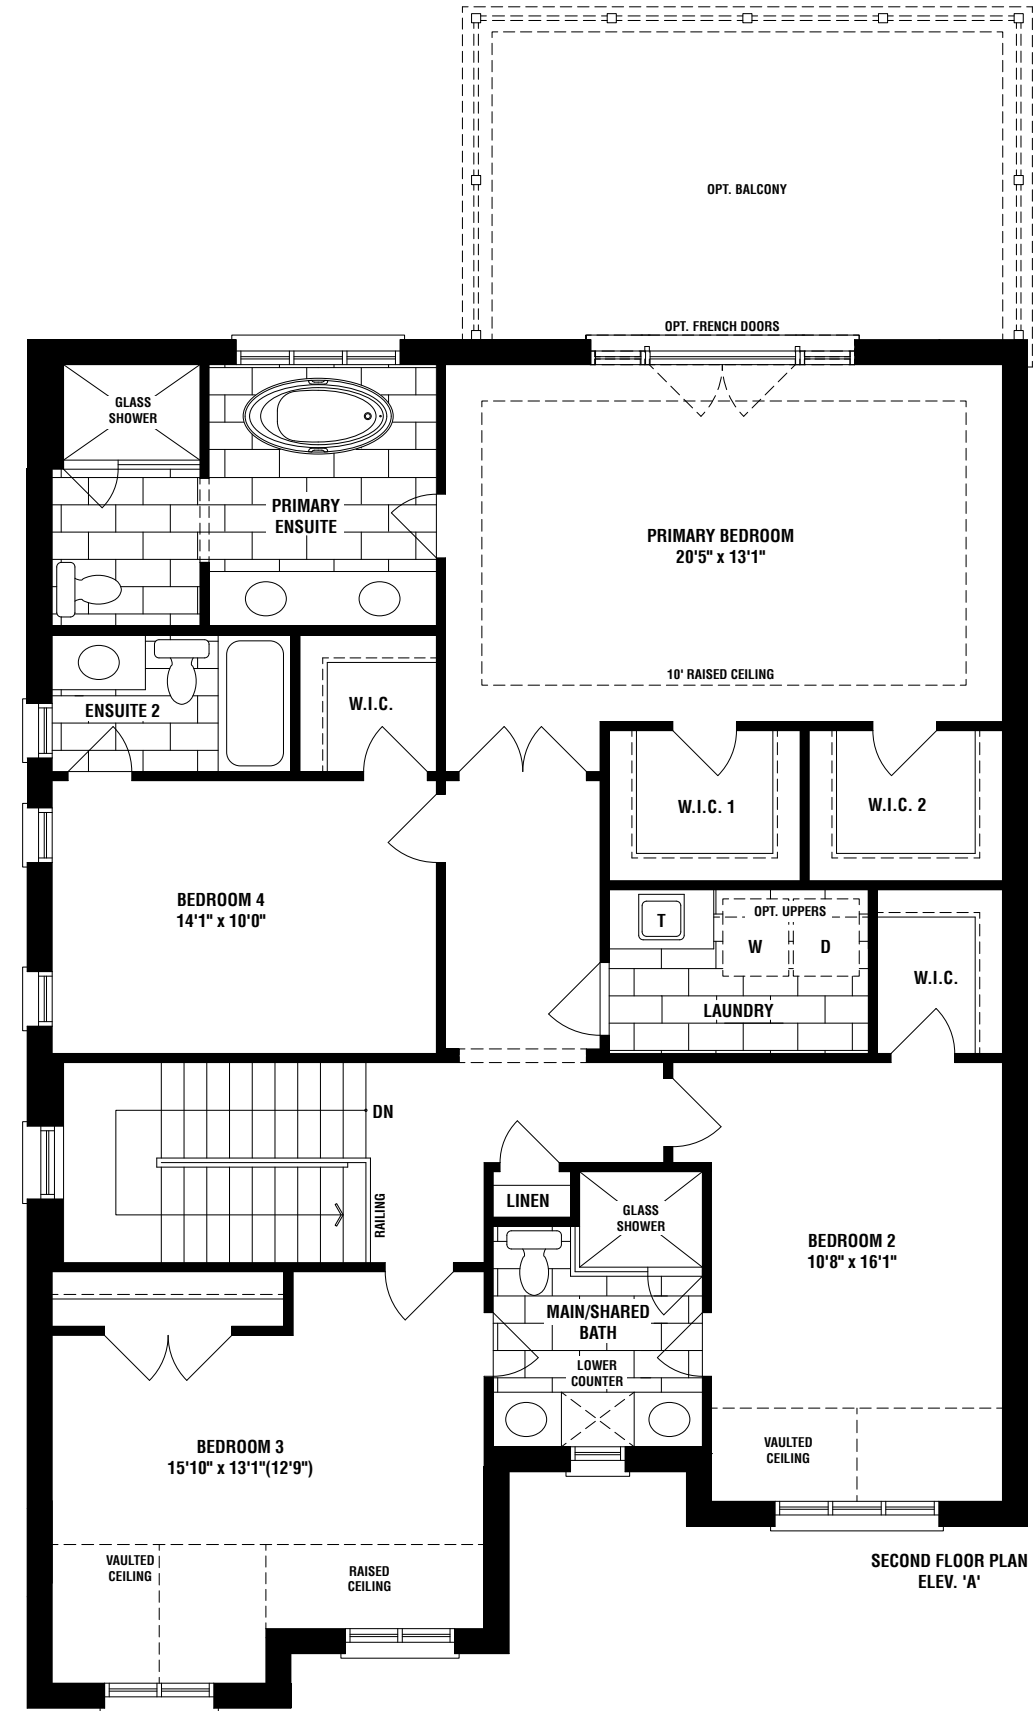 OPT. BALCONY
OPT. FRENCH DOORS
GLASS
SHOWER
PRIMARY
ENSUITE
PRIMARY BEDROOM
20'5" x 13'1"
10' RAISED CEILING
ENSUITE 2
W.I.C.
W.I.C. 1
W.I.C. 2
BEDROOM 4
14'1" x 10'0"
T
OPT. UPPERS
W
D
LAUNDRY
W.I.C.
DN
RAILING
LINEN
GLASS
SHOWER
BEDROOM 2
10'8" x 16'1"
MAIN/SHARED
BATH
LOWER
COUNTER
BEDROOM 3
15'10" x 13'1"(12'9")
VAULTED
CEILING
VAULTED
CEILING
RAISED
CEILING
SECOND FLOOR PLAN
ELEV. 'A'